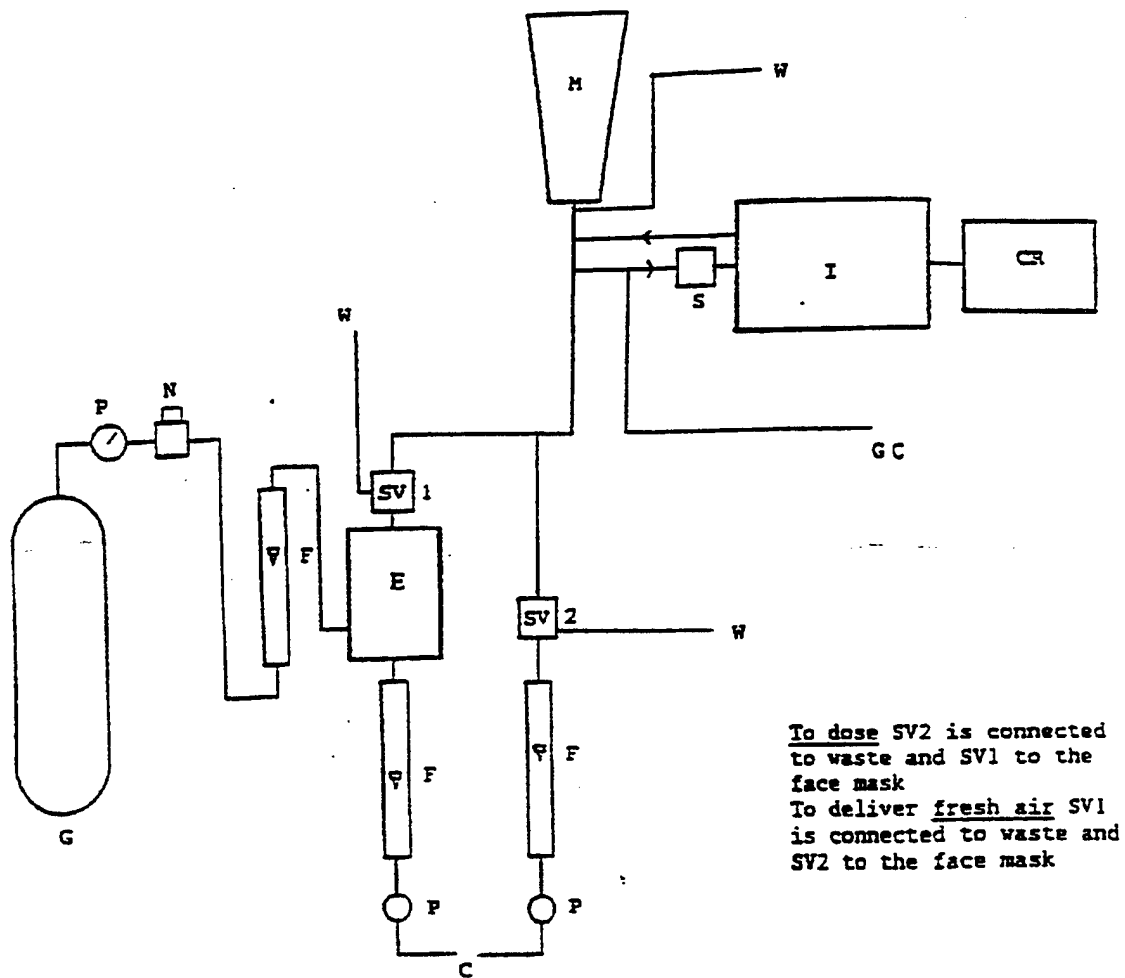 M
W
I
CR
S
W
N
P
GC
SV 1
F
E
SV 2
W
F
F
G
P
P
C
To dose SV2 is connected
to waste and SV1 to the
face mask
To deliver fresh air SV1
is connected to waste and
SV2 to the face mask